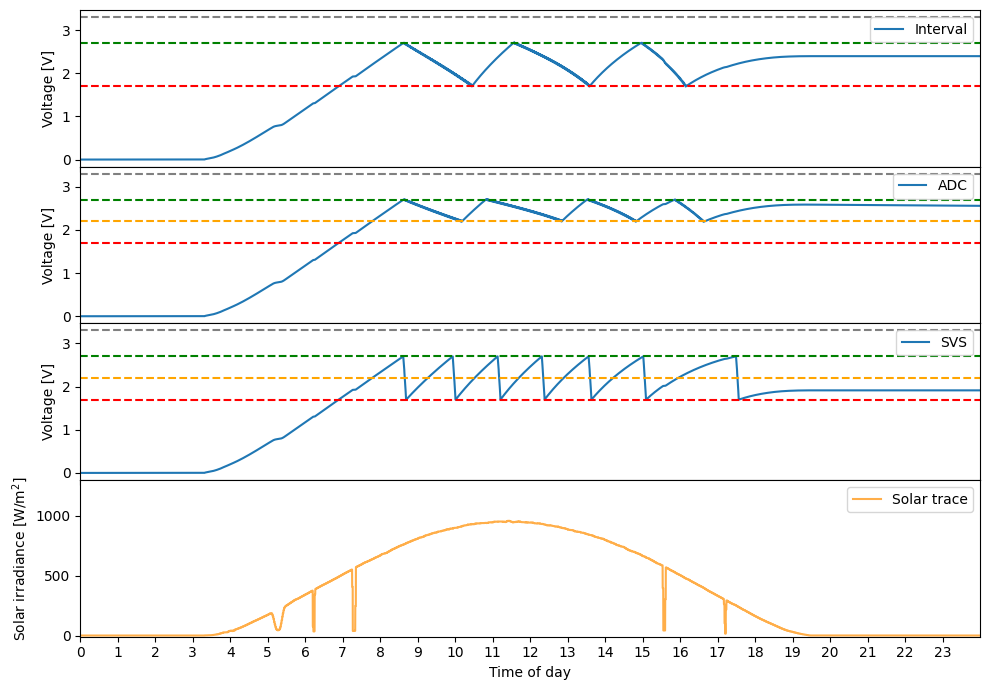 Voltage [V]
3
2
1
0
Interval
Voltage [V]
3
2
1
0
ADC
Voltage [V]
3
2
1
0
SVS
Solar irradiance [W/m²]
1000
500
0
Solar trace
0 1 2 3 4 5 6 7 8 9 10 11 12 13 14 15 16 17 18 19 20 21 22 23
Time of day